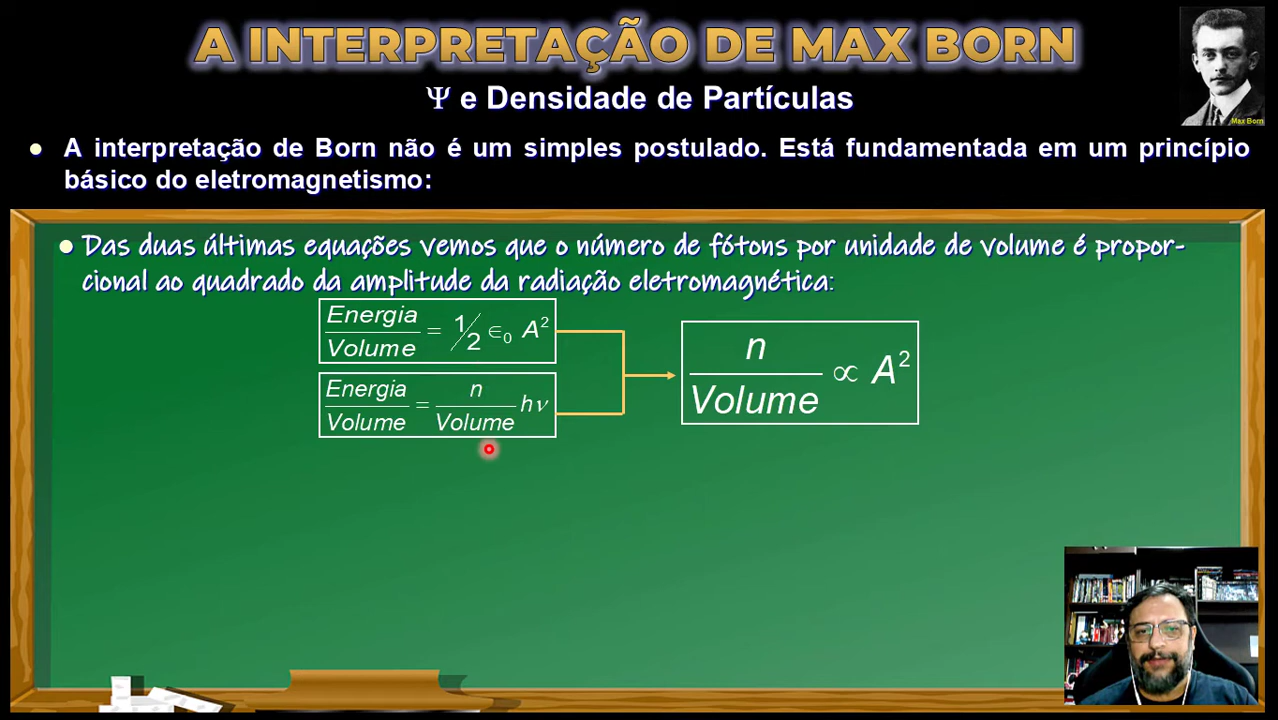 A INTERPRETAÇÃO DE MAX BORN
Ψ e Densidade de Partículas
Max Born
● A interpretação de Born não é um simples postulado. Está fundamentada em um princípio
básico do eletromagnetismo:
● Das duas últimas equações vemos que o número de fótons por unidade de volume é propor-
cional ao quadrado da amplitude da radiação eletromagnética:
Energia/Volume = 1/2 ∈₀ A²
Energia/Volume = n/Volume hν
n/Volume ∝ A²